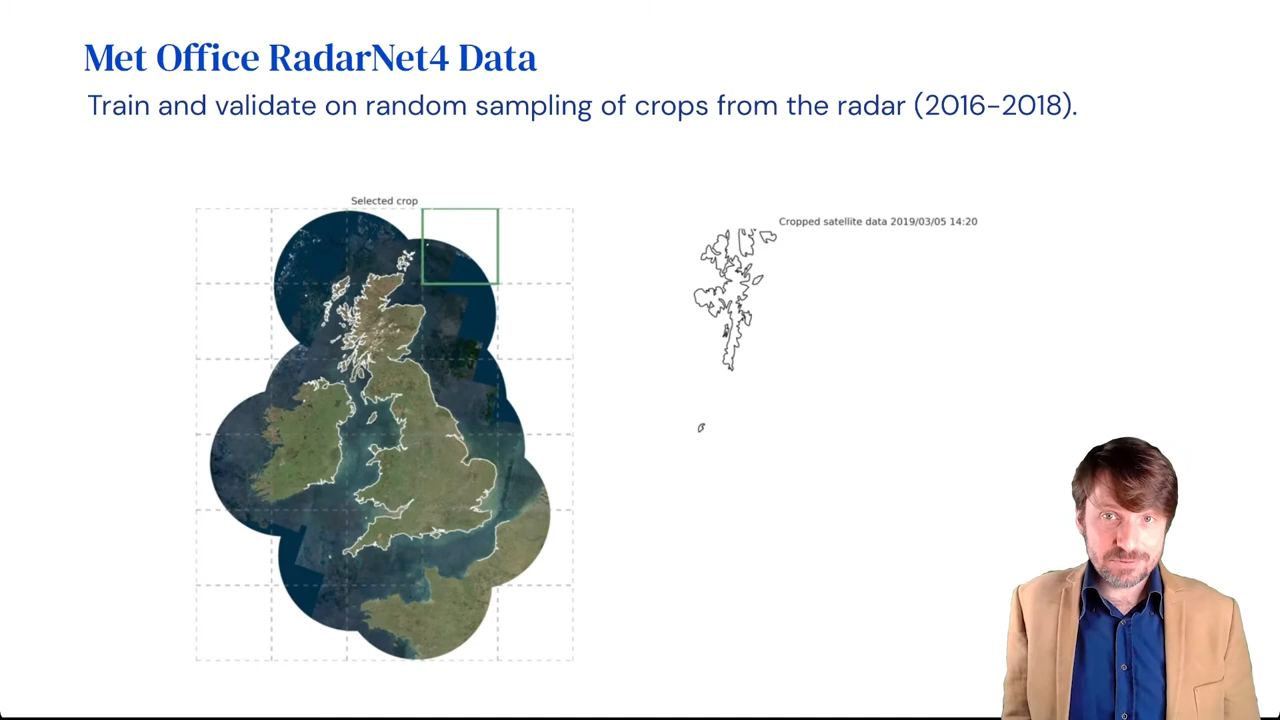 Met Office RadarNet4 Data
Train and validate on random sampling of crops from the radar (2016-2018).
Selected crop
Cropped satellite data 2019/03/05 14:20